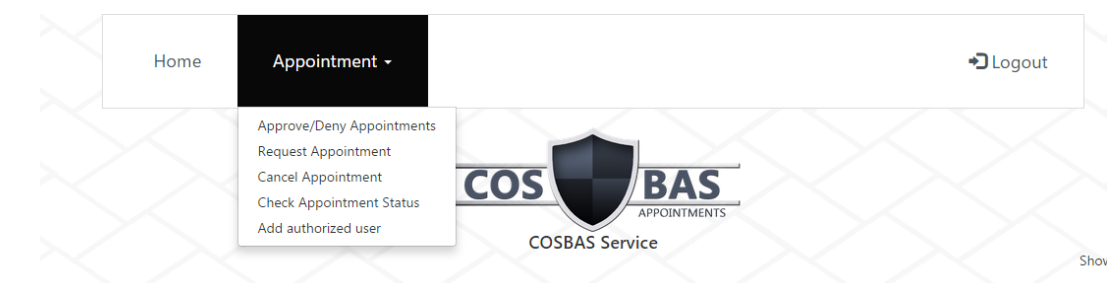 Home
Appointment
Logout
Approve/Deny Appointments
Request Appointment
Cancel Appointment
Check Appointment Status
Add authorized user
COS BAS
APPOINTMENTS
COSBAS Service